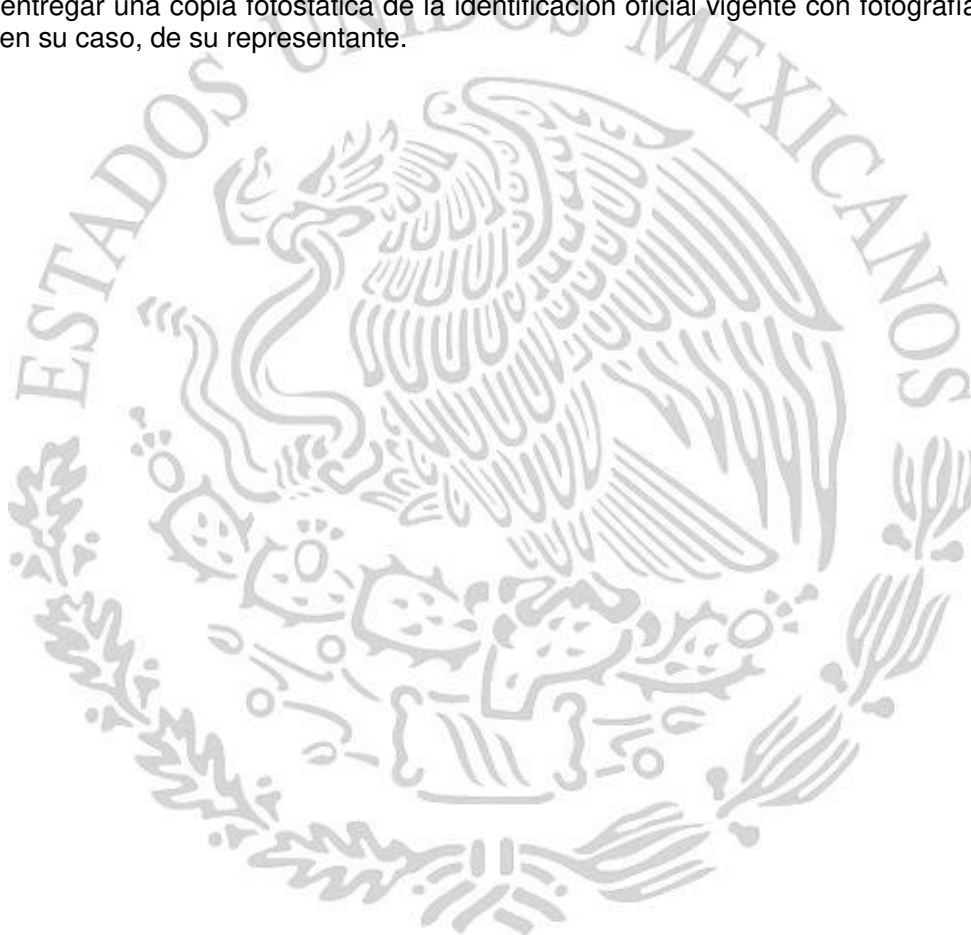 entregar una copia fotostática de la identificación oficial vigente con fotografía
en su caso, de su representante.
ESTADOS UNIDOS MEXICANOS